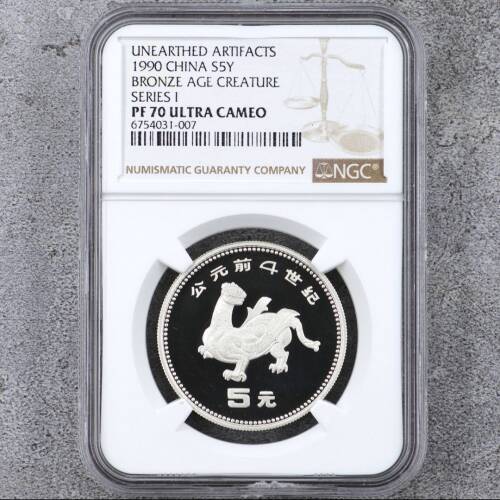 UNEARTHED ARTIFACTS
1990 CHINA S5Y
BRONZE AGE CREATURE
SERIES I
PF 70 ULTRA CAMEO
6754031-007
NUMISMATIC GUARANTY COMPANY NGC
公元前4世纪
5元